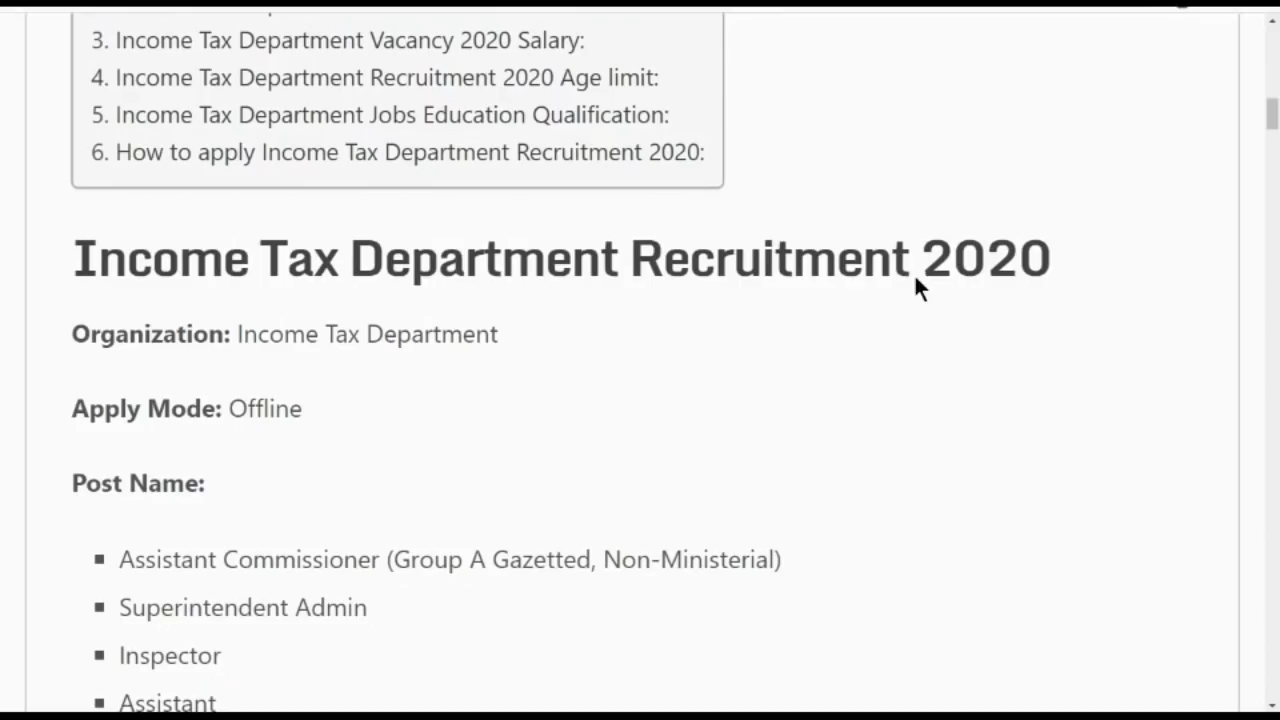 3. Income Tax Department Vacancy 2020 Salary:
4. Income Tax Department Recruitment 2020 Age limit:
5. Income Tax Department Jobs Education Qualification:
6. How to apply Income Tax Department Recruitment 2020:
Income Tax Department Recruitment 2020
Organization: Income Tax Department
Apply Mode: Offline
Post Name:
▪ Assistant Commissioner (Group A Gazetted, Non-Ministerial)
▪ Superintendent Admin
▪ Inspector
▪ Assistant